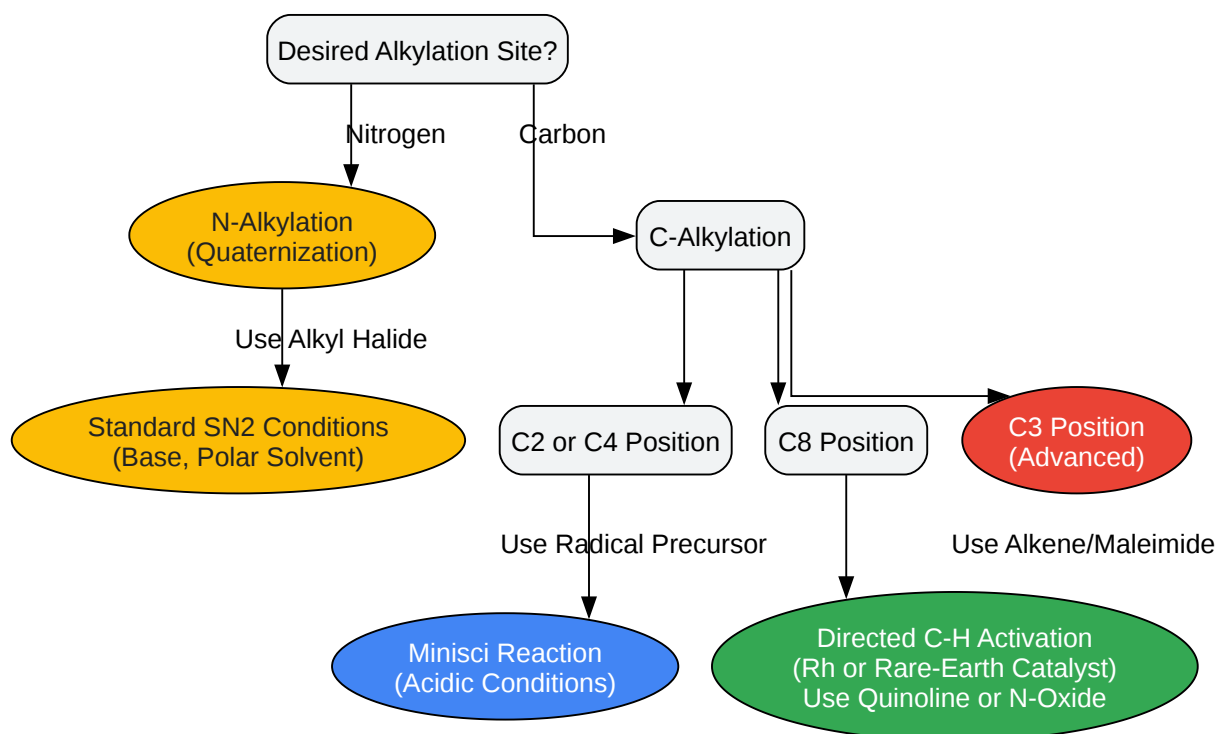 Desired Alkylation Site?
Nitrogen
Carbon
N-Alkylation
(Quaternization)
C-Alkylation
Use Alkyl Halide
Standard SN2 Conditions
(Base, Polar Solvent)
C2 or C4 Position
C8 Position
C3 Position
(Advanced)
Use Radical Precursor
Use Alkene/Maleimide
Minisci Reaction
(Acidic Conditions)
Directed C-H Activation
(Rh or Rare-Earth Catalyst)
Use Quinoline or N-Oxide